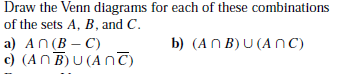 Draw the Venn diagrams for each of these combinations
of the sets A, B, and C.
a) A ∩ (B − C) b) (A ∩ B) ∪ (A ∩ C)
c) (A ∩ B̅) ∪ (A ∩ C̅)